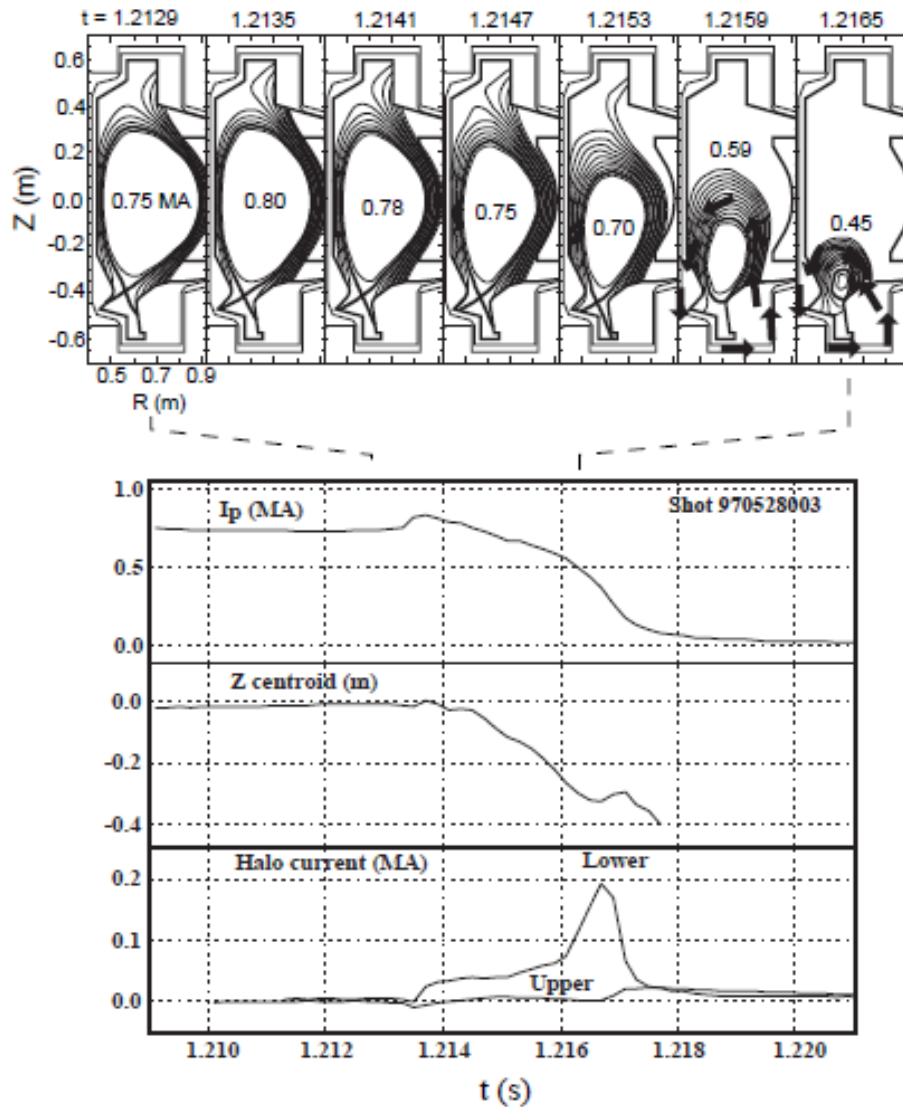 t = 1.2129 1.2135 1.2141 1.2147 1.2153 1.2159 1.2165
0.6
0.4
0.2
0.0
-0.2
-0.4
-0.6
Z (m)
0.75 MA 0.80 0.78 0.75 0.70 0.59 0.45
0.5 0.7 0.9
R (m)
1.0
0.5
0.0
Ip (MA)
Shot 970528003
Z centroid (m)
0.0
-0.2
-0.4
Halo current (MA)
Lower
Upper
0.2
0.1
0.0
1.210 1.212 1.214 1.216 1.218 1.220
t (s)